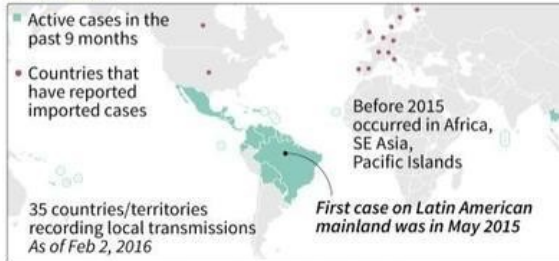 Active cases in the
past 9 months
Countries that
have reported
imported cases
Before 2015
occurred in Africa,
SE Asia,
Pacific Islands
35 countries/territories
recording local transmissions
As of Feb 2, 2016
First case on Latin American
mainland was in May 2015